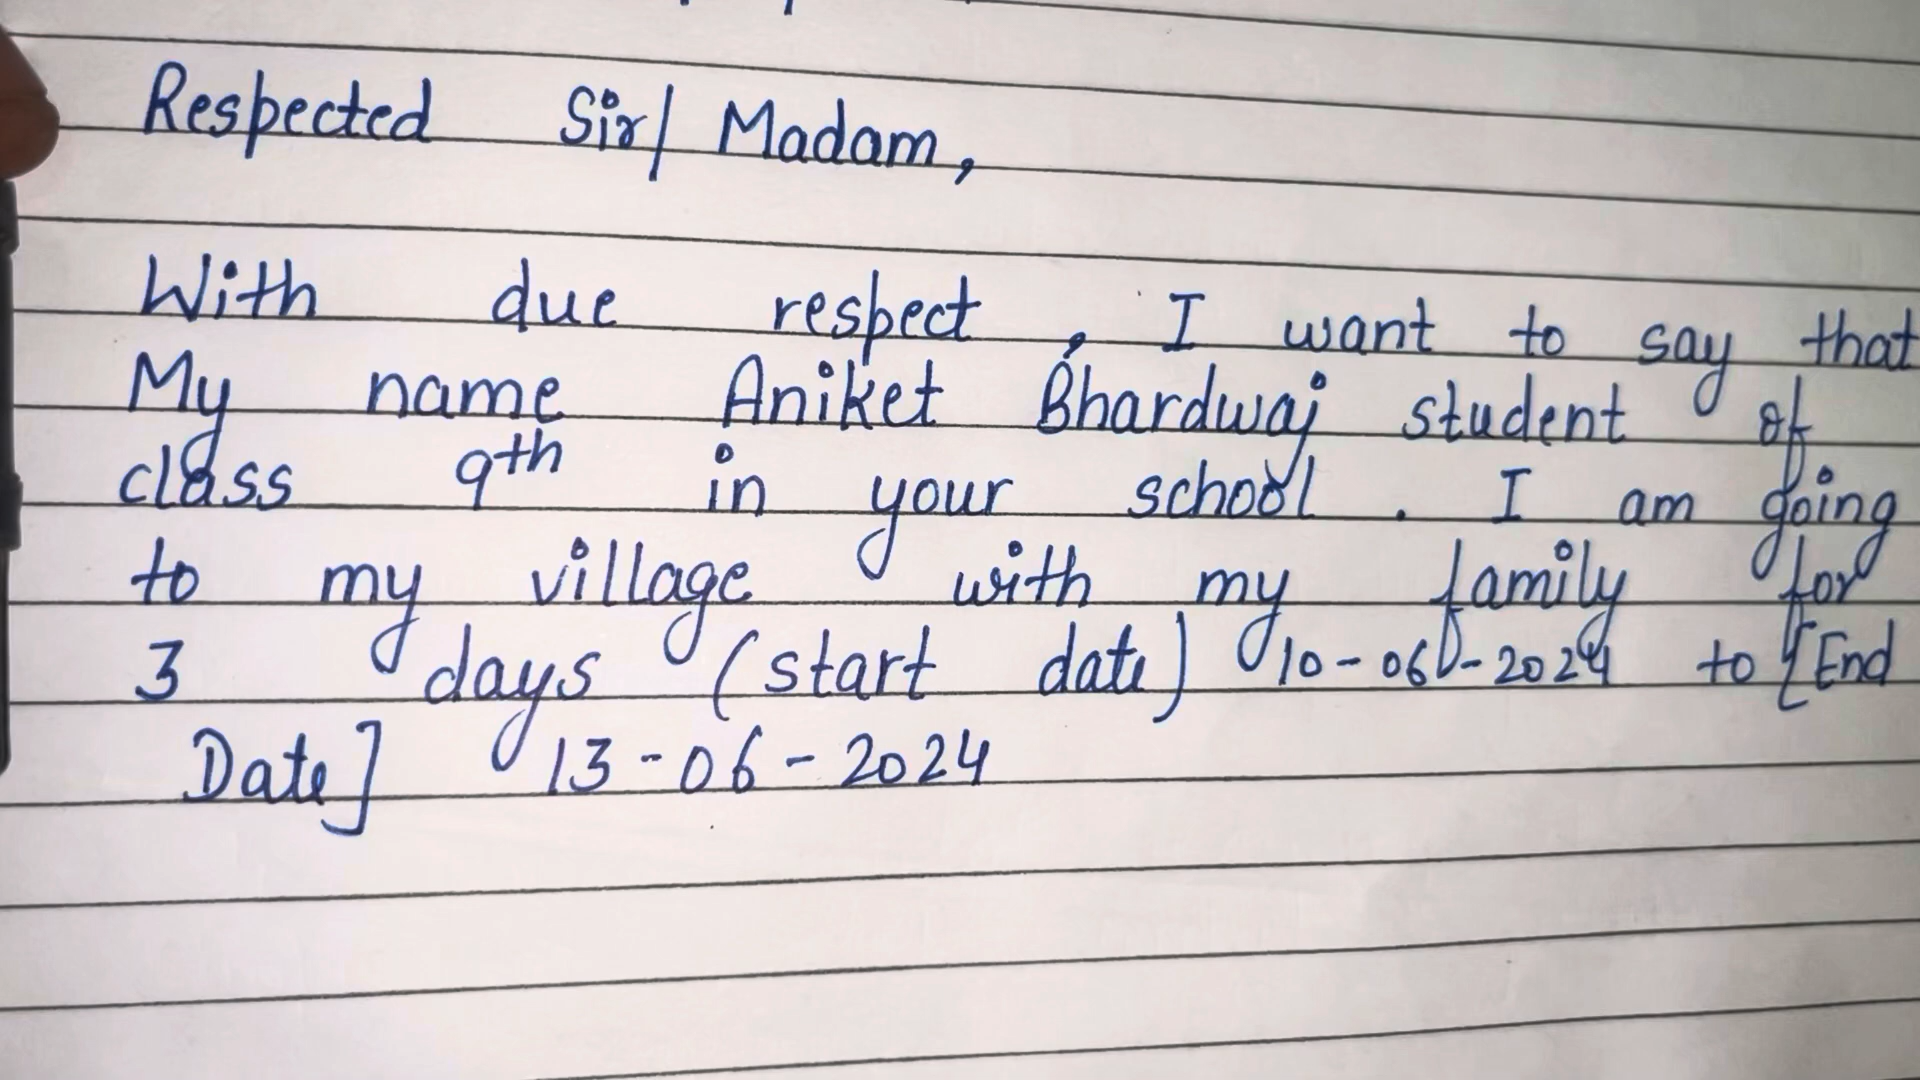 Respected Sir/ Madam,
With due respect, I want to say that
My name Aniket Bhardwaj student of
class 9th in your school. I am going
to my village with my family for
3 days (start date) 10-06-2024 to [End
Date] 13-06-2024